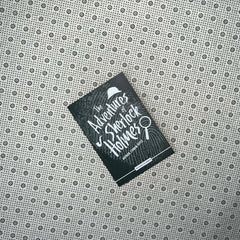 The
Adventures
of
Sherlock
Holmes